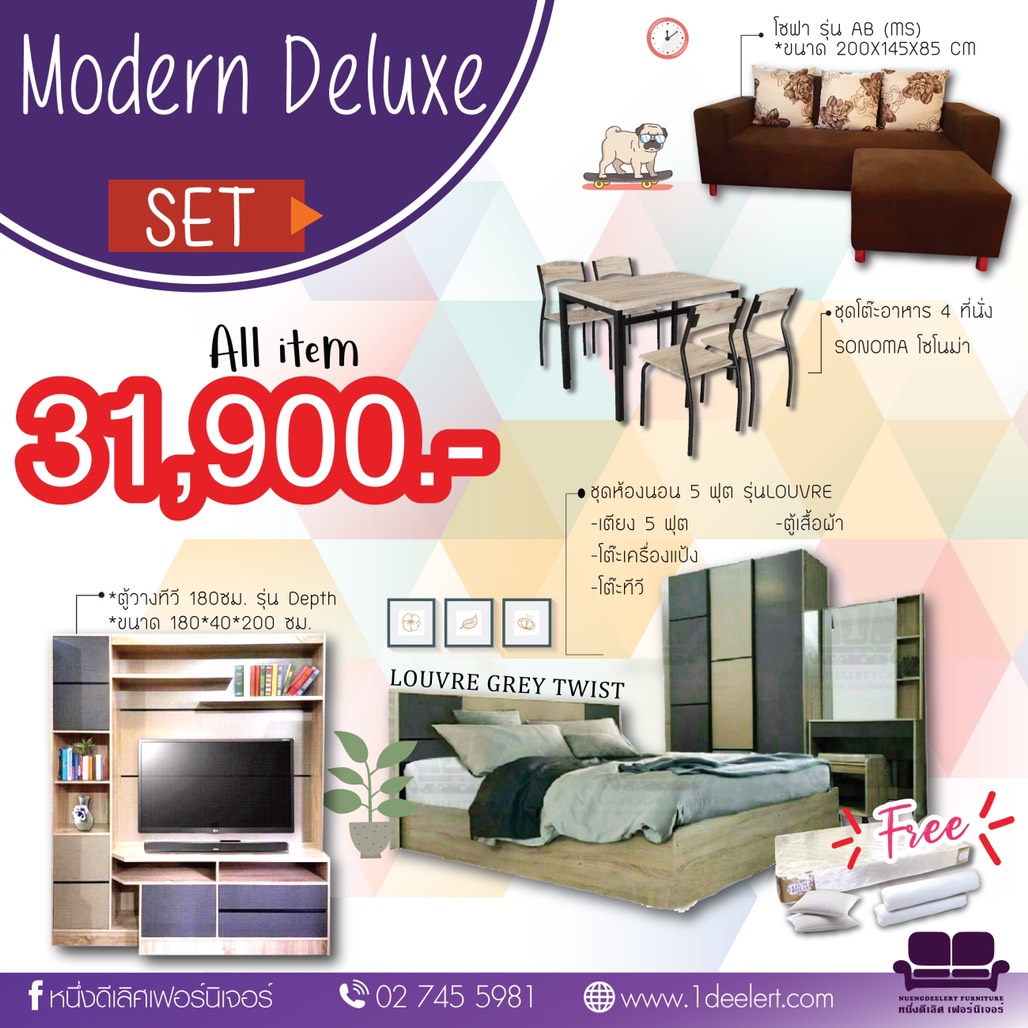 Modern Deluxe
SET
โซฟา รุ่น AB (MS)
*ขนาด 200X145X85 CM
ชุดโต๊ะอาหาร 4 ที่นั่ง
SONOMA โซโนม่า
All item
31,900.-
ชุดห้องนอน 5 ฟุต รุ่นLOUVRE
-เตียง 5 ฟุต -ตู้เสื้อผ้า
-โต๊ะเครื่องแป้ง
-โต๊ะทีวี
*ตู้วางทีวี 180ซม. รุ่น Depth
*ขนาด 180*40*200 ซม.
LOUVRE GREY TWIST
Free
หนึ่งดีเลิศเฟอร์นิเจอร์ 02 745 5981 www.1deelert.com
NUENGDEELERT FURNITURE
หนึ่งดีเลิศ เฟอร์นิเจอร์